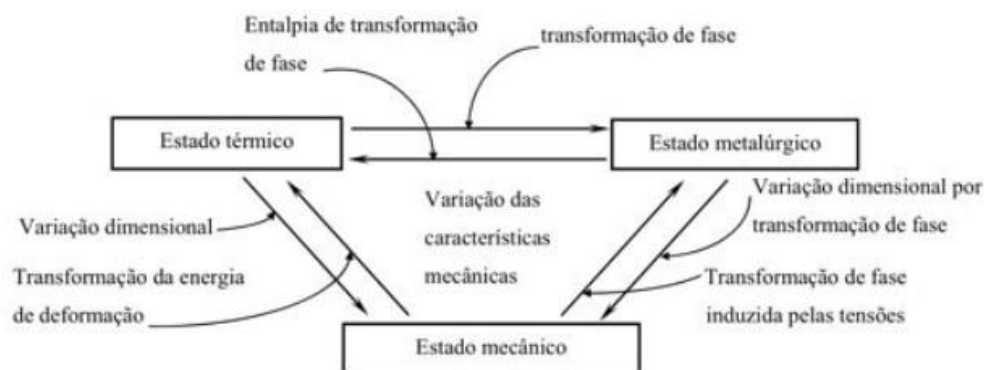 Entalpia de transformação
de fase
transformação de fase
Estado térmico
Estado metalúrgico
Variação dimensional
Variação das
características
mecânicas
Variação dimensional por
transformação de fase
Transformação da energia
de deformação
Transformação de fase
induzida pelas tensões
Estado mecânico